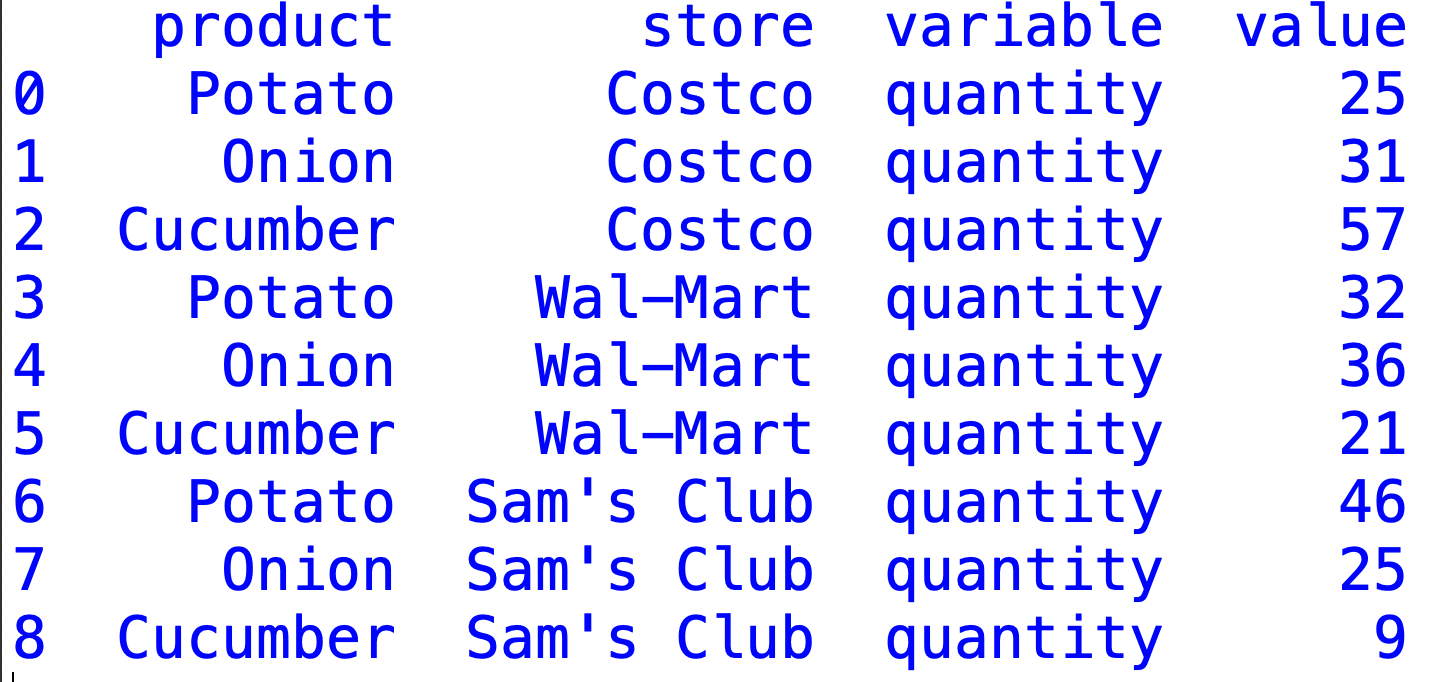 product store variable value
0 Potato Costco quantity 25
1 Onion Costco quantity 31
2 Cucumber Costco quantity 57
3 Potato Wal-Mart quantity 32
4 Onion Wal-Mart quantity 36
5 Cucumber Wal-Mart quantity 21
6 Potato Sam's Club quantity 46
7 Onion Sam's Club quantity 25
8 Cucumber Sam's Club quantity 9